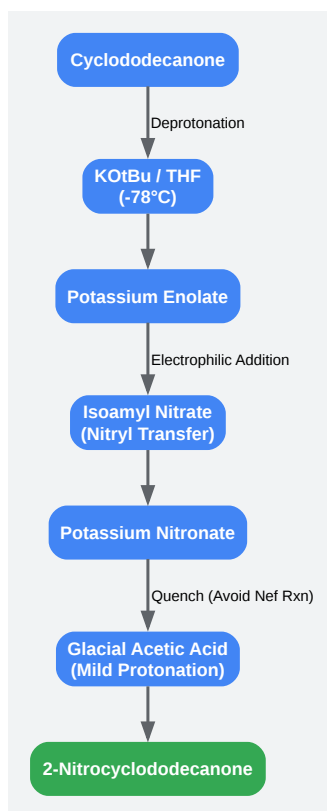 Cyclododecanone
Deprotonation
KOtBu / THF
(-78°C)
Potassium Enolate
Electrophilic Addition
Isoamyl Nitrate
(Nitryl Transfer)
Potassium Nitronate
Quench (Avoid Nef Rxn)
Glacial Acetic Acid
(Mild Protonation)
2-Nitrocyclododecanone